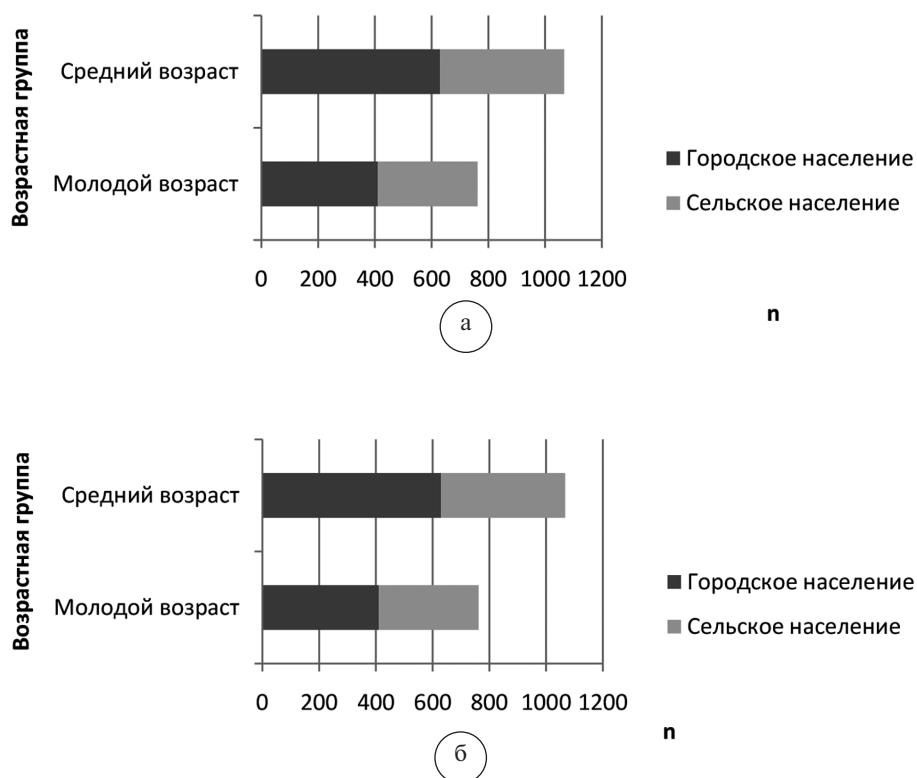 Возрастная группа
Средний возраст
Молодой возраст
Городское население
Сельское население
0 200 400 600 800 1000 1200
n
а
Возрастная группа
Средний возраст
Молодой возраст
Городское население
Сельское население
0 200 400 600 800 1000 1200
n
б